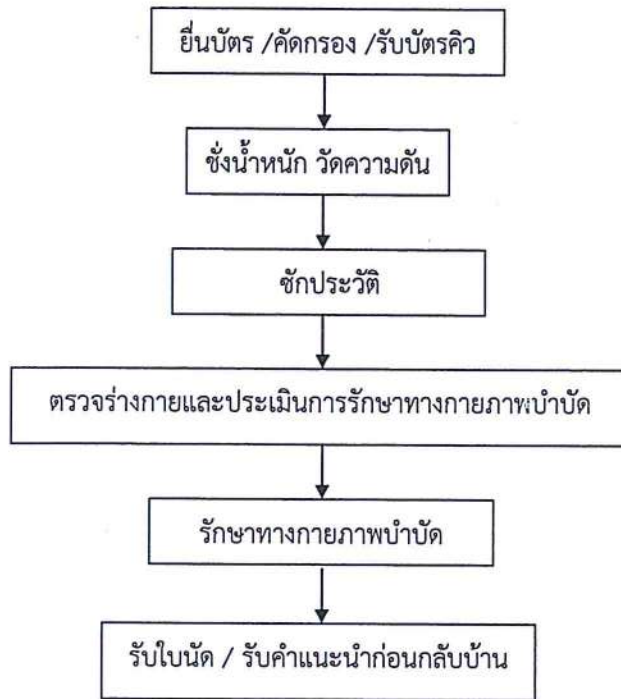 ยื่นบัตร /คัดกรอง /รับบัตรคิว
ชั่งน้ำหนัก วัดความดัน
ซักประวัติ
ตรวจร่างกายและประเมินการรักษาทางกายภาพบำบัด
รักษาทางกายภาพบำบัด
รับใบนัด / รับคำแนะนำก่อนกลับบ้าน